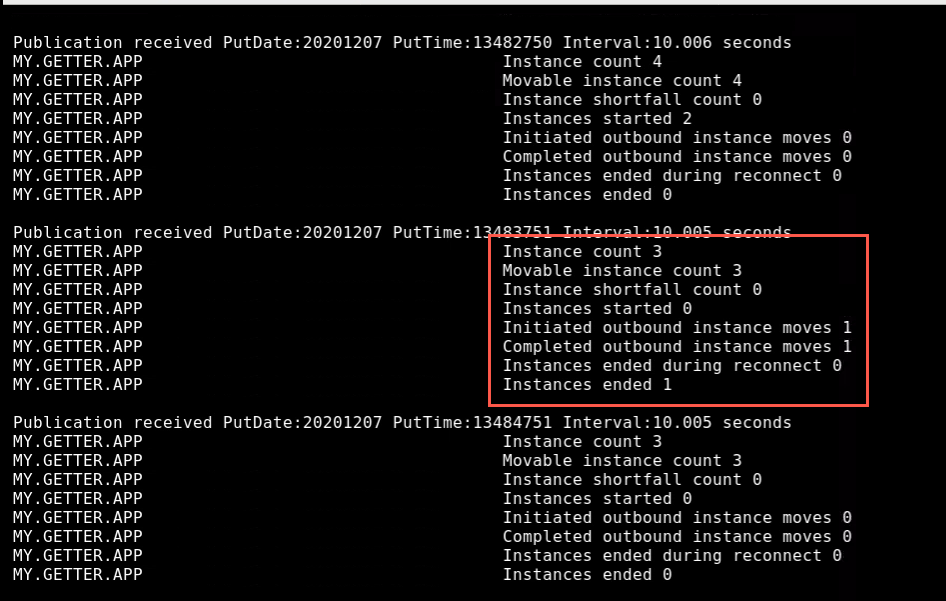 Publication received PutDate:20201207 PutTime:13482750 Interval:10.006 seconds
MY.GETTER.APP Instance count 4
MY.GETTER.APP Movable instance count 4
MY.GETTER.APP Instance shortfall count 0
MY.GETTER.APP Instances started 2
MY.GETTER.APP Initiated outbound instance moves 0
MY.GETTER.APP Completed outbound instance moves 0
MY.GETTER.APP Instances ended during reconnect 0
MY.GETTER.APP Instances ended 0
Publication received PutDate:20201207 PutTime:13483751 Interval:10.005 seconds
MY.GETTER.APP Instance count 3
MY.GETTER.APP Movable instance count 3
MY.GETTER.APP Instance shortfall count 0
MY.GETTER.APP Instances started 0
MY.GETTER.APP Initiated outbound instance moves 1
MY.GETTER.APP Completed outbound instance moves 1
MY.GETTER.APP Instances ended during reconnect 0
MY.GETTER.APP Instances ended 1
Publication received PutDate:20201207 PutTime:13484751 Interval:10.005 seconds
MY.GETTER.APP Instance count 3
MY.GETTER.APP Movable instance count 3
MY.GETTER.APP Instance shortfall count 0
MY.GETTER.APP Instances started 0
MY.GETTER.APP Initiated outbound instance moves 0
MY.GETTER.APP Completed outbound instance moves 0
MY.GETTER.APP Instances ended during reconnect 0
MY.GETTER.APP Instances ended 0